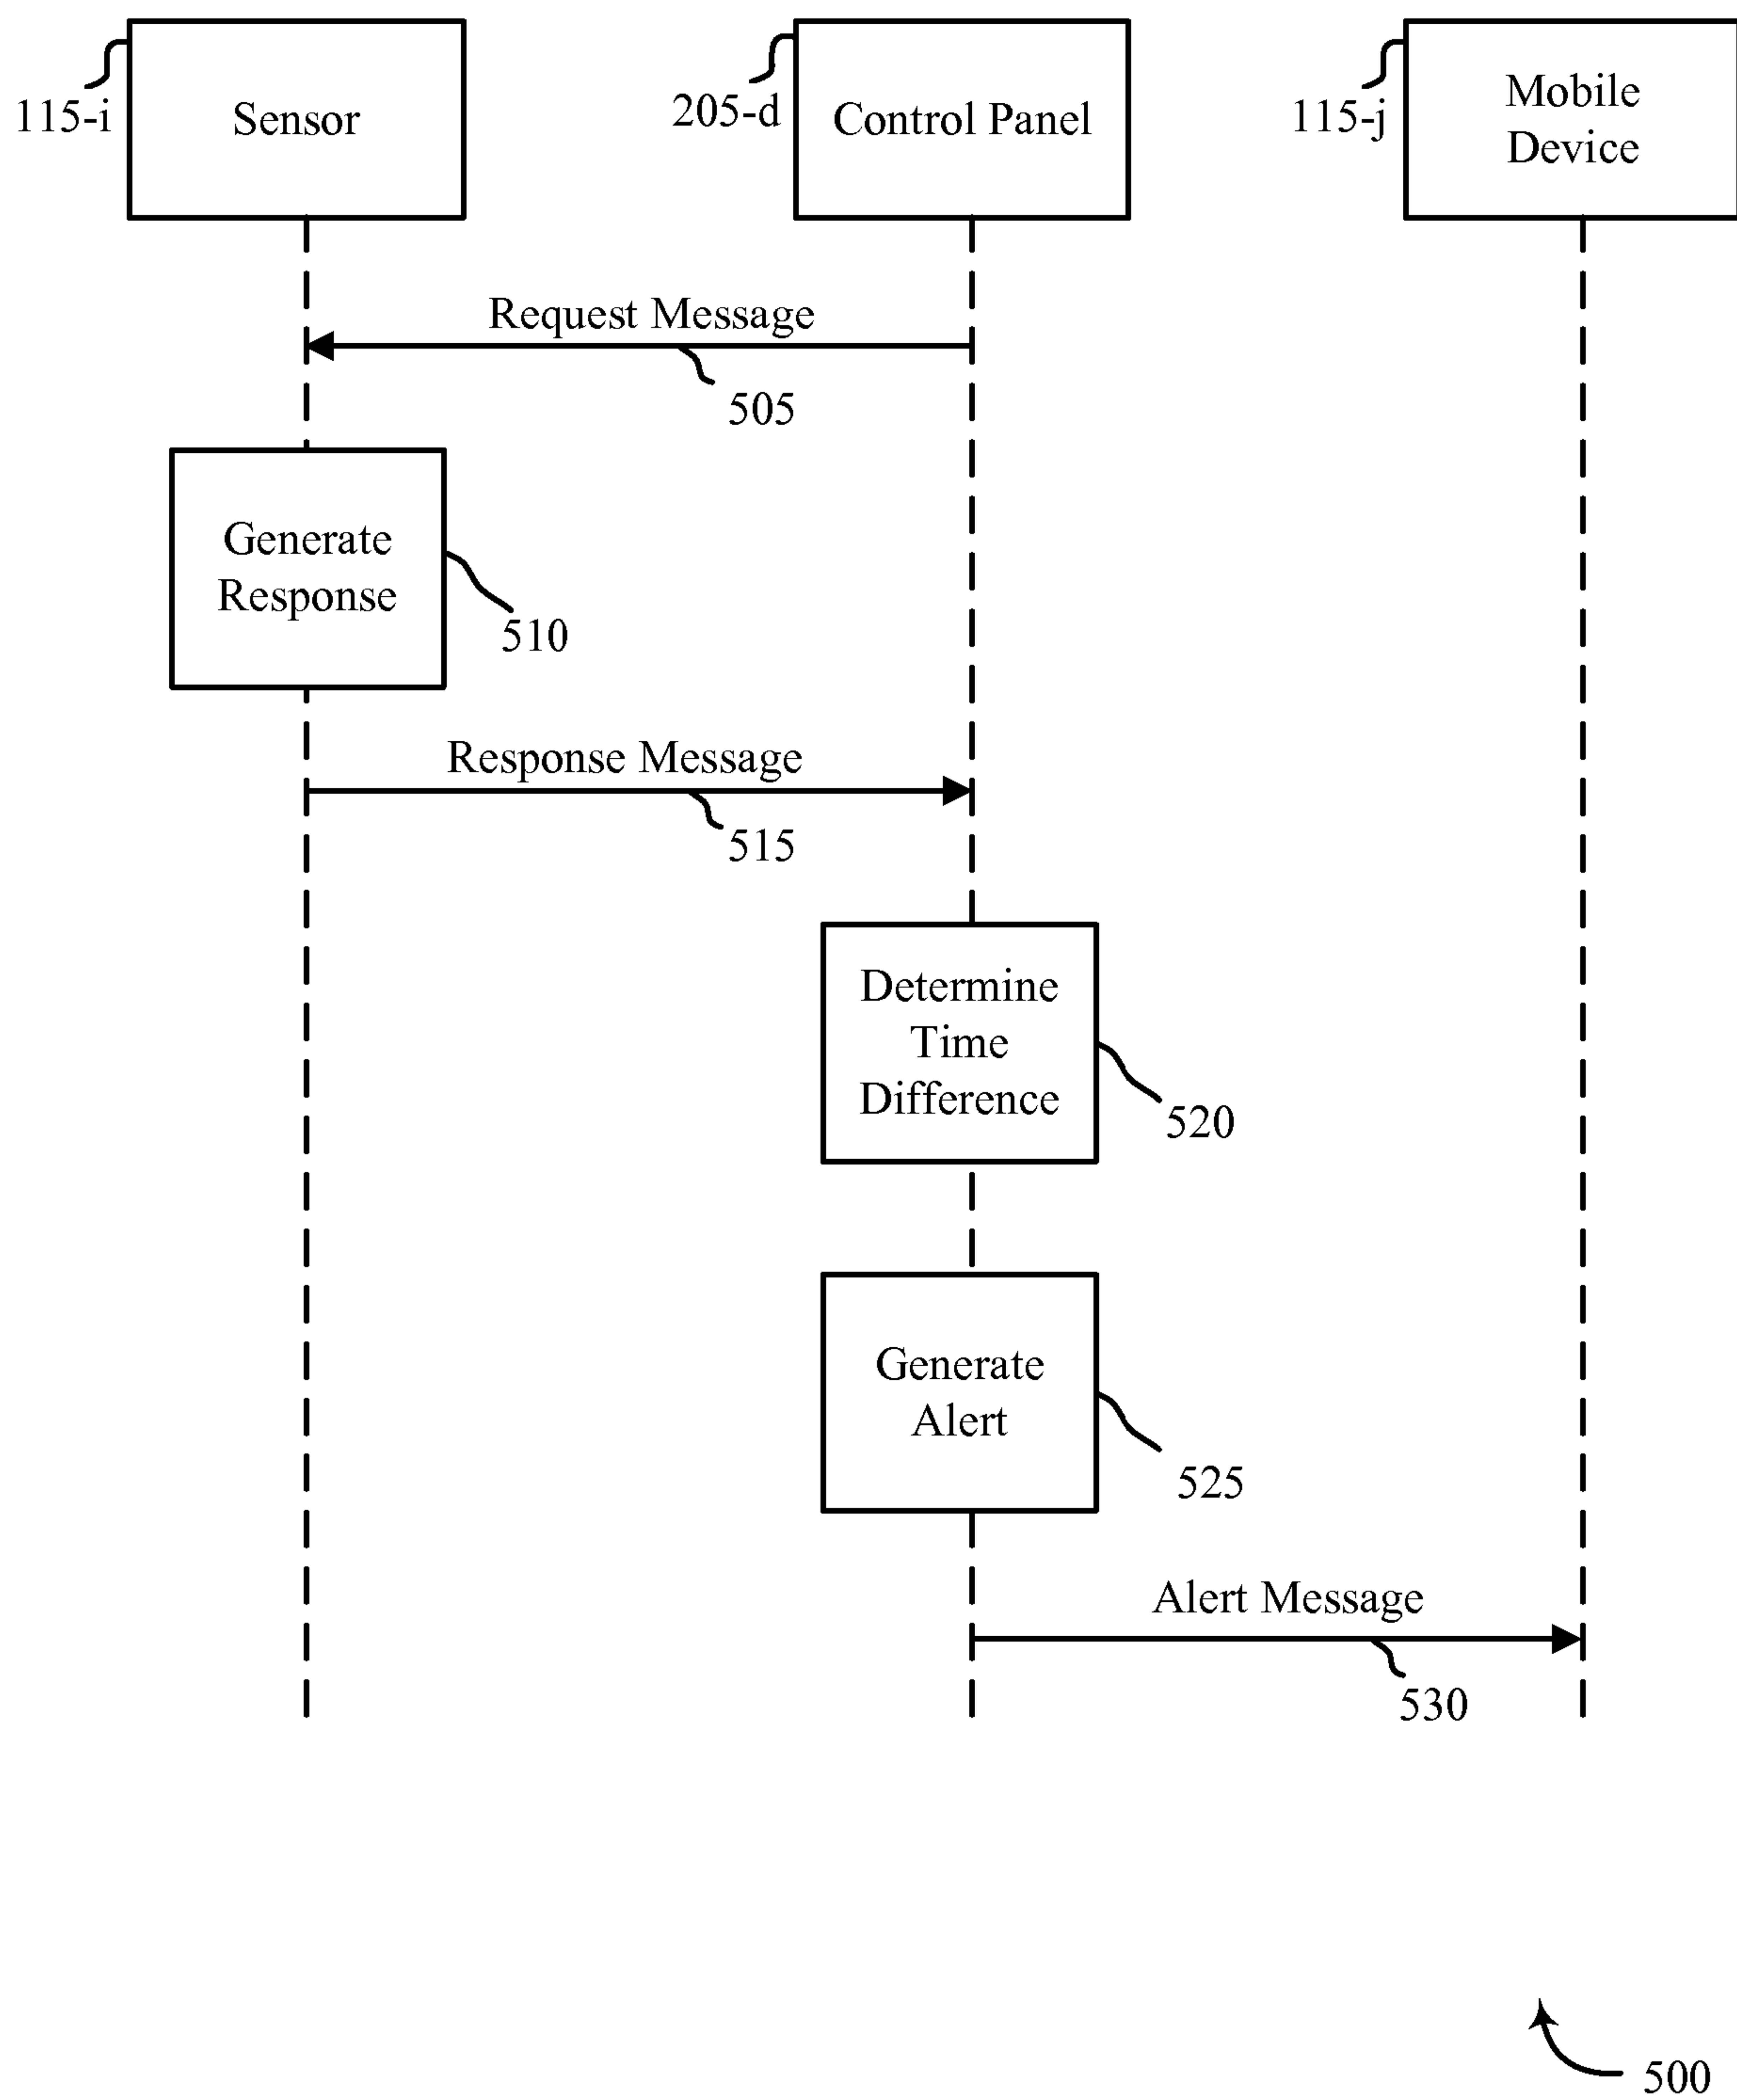 115-i
Sensor
205-d
Control Panel
115-j
Mobile
Device
Request Message
505
Generate
Response
510
Response Message
515
Determine
Time
Difference
520
Generate
Alert
525
Alert Message
530
500